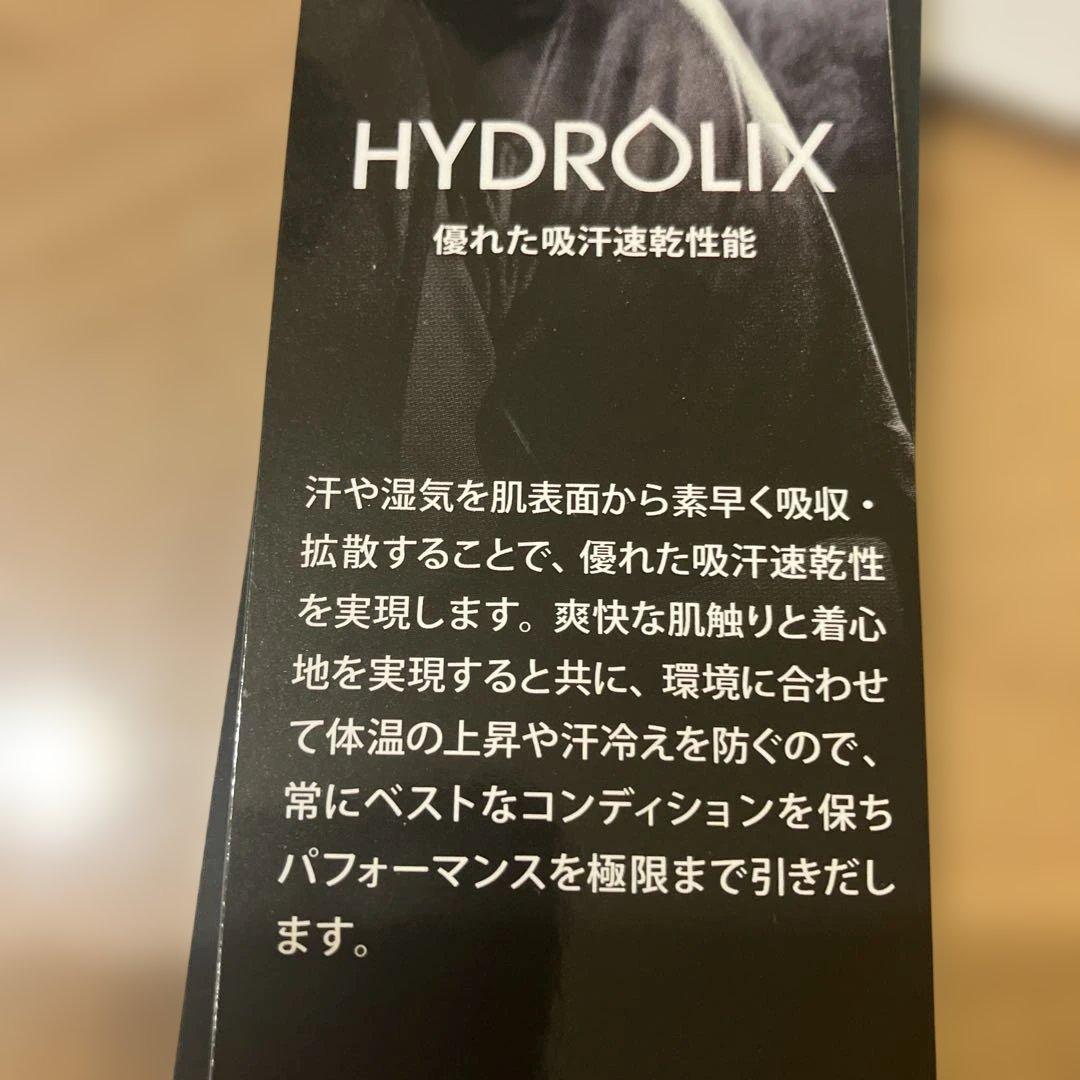 HYDROLIX
優れた吸汗速乾性能
汗や湿気を肌表面から素早く吸収・
拡散することで、優れた吸汗速乾性
を実現します。爽快な肌触りと着心
地を実現すると共に、環境に合わせ
て体温の上昇や汗冷えを防ぐので、
常にベストなコンディションを保ち
パフォーマンスを極限まで引きだし
ます。